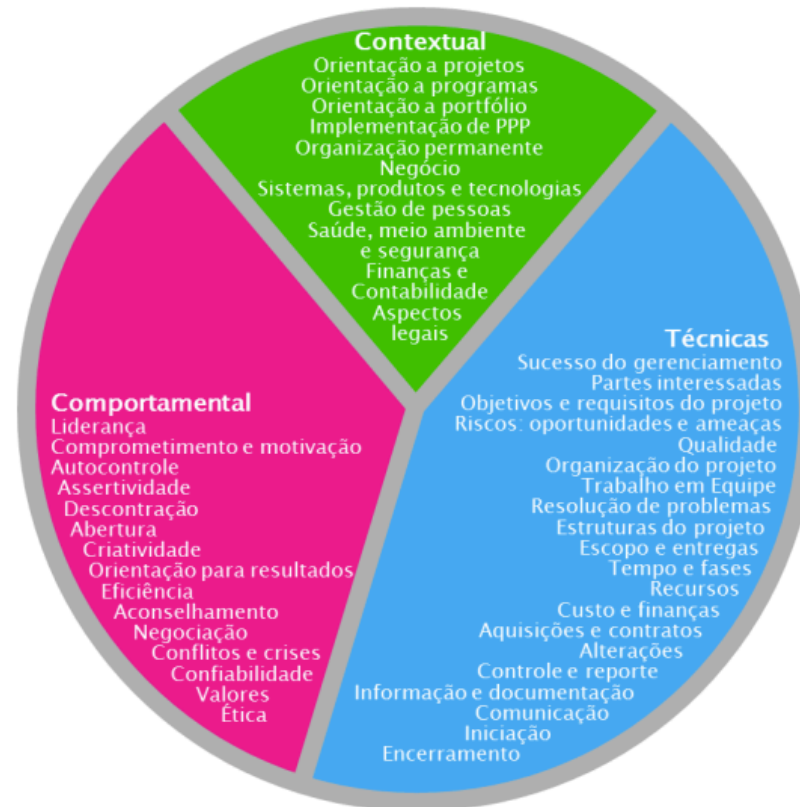 Contextual
Orientação a projetos
Orientação a programas
Orientação a portfólio
Implementação de PPP
Organização permanente
Negócio
Sistemas, produtos e tecnologias
Gestão de pessoas
Saúde, meio ambiente
e segurança
Finanças e
Contabilidade
Aspectos
legais
Comportamental
Liderança
Comprometimento e motivação
Autocontrole
Assertividade
Descontração
Abertura
Criatividade
Orientação para resultados
Eficiência
Aconselhamento
Negociação
Conflitos e crises
Confiabilidade
Valores
Ética
Técnicas
Sucesso do gerenciamento
Partes interessadas
Objetivos e requisitos do projeto
Riscos: oportunidades e ameaças
Qualidade
Organização do projeto
Trabalho em Equipe
Resolução de problemas
Estruturas do projeto
Escopo e entregas
Tempo e fases
Recursos
Custo e finanças
Aquisições e contratos
Alterações
Controle e reporte
Informação e documentação
Comunicação
Iniciação
Encerramento